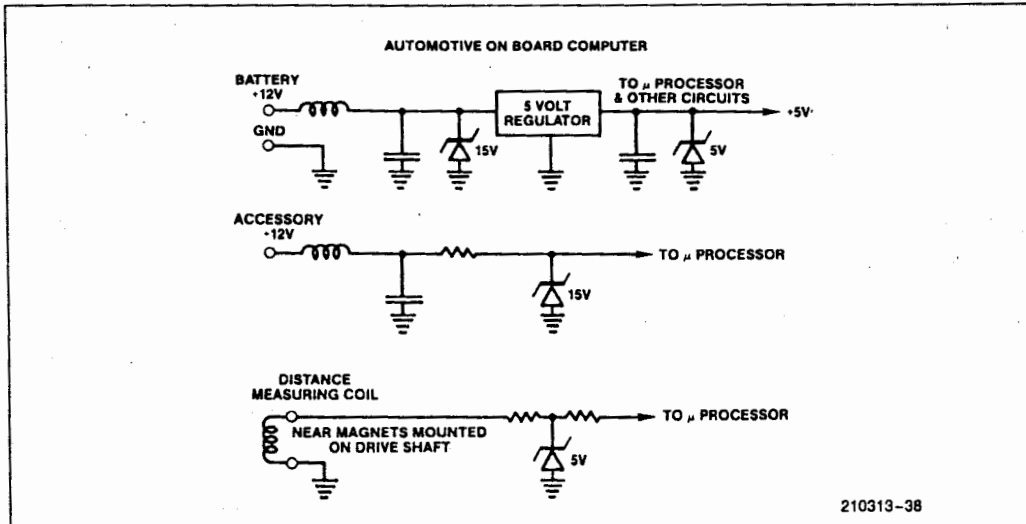 AUTOMOTIVE ON BOARD COMPUTER
BATTERY
+12V
GND
15V
5 VOLT
REGULATOR
TO μ PROCESSOR
& OTHER CIRCUITS
+5V
5V
ACCESSORY
+12V
15V
TO μ PROCESSOR
DISTANCE
MEASURING COIL
NEAR MAGNETS MOUNTED
ON DRIVE SHAFT
5V
TO μ PROCESSOR
210313-38